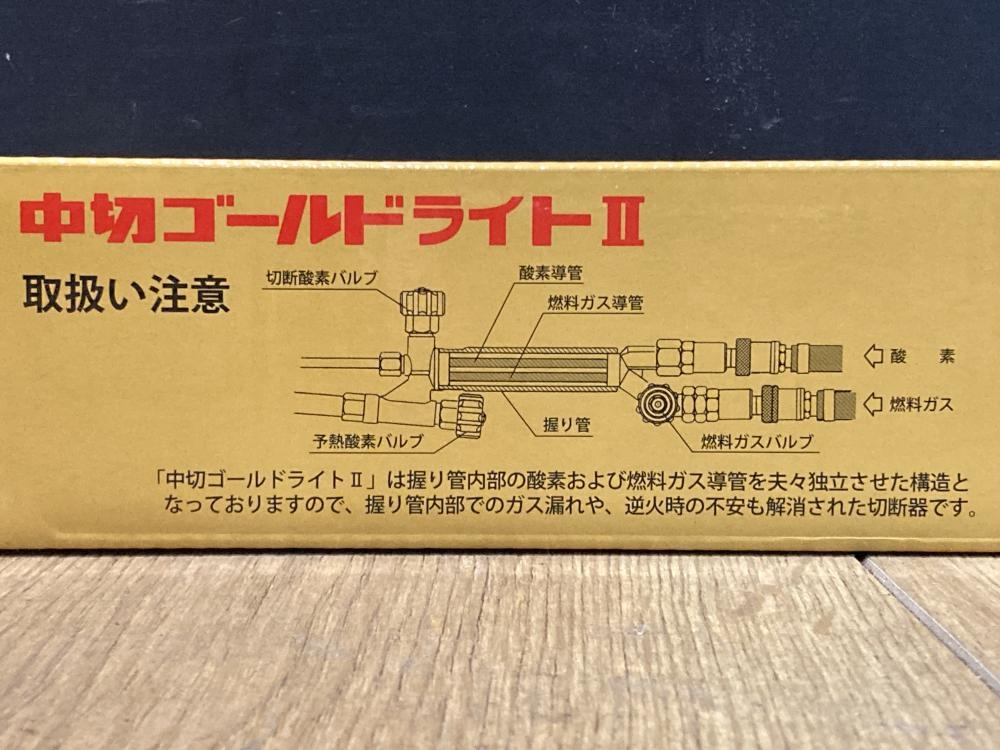 中切ゴールドライトⅡ
取扱い注意
切断酸素バルブ
酸素導管
燃料ガス導管
酸　素
燃料ガス
握り管
予熱酸素バルブ
燃料ガスバルブ
「中切ゴールドライトⅡ」は握り管内部の酸素および燃料ガス導管を夫々独立させた構造と
なっておりますので、握り管内部でのガス漏れや、逆火時の不安も解消された切断器です。